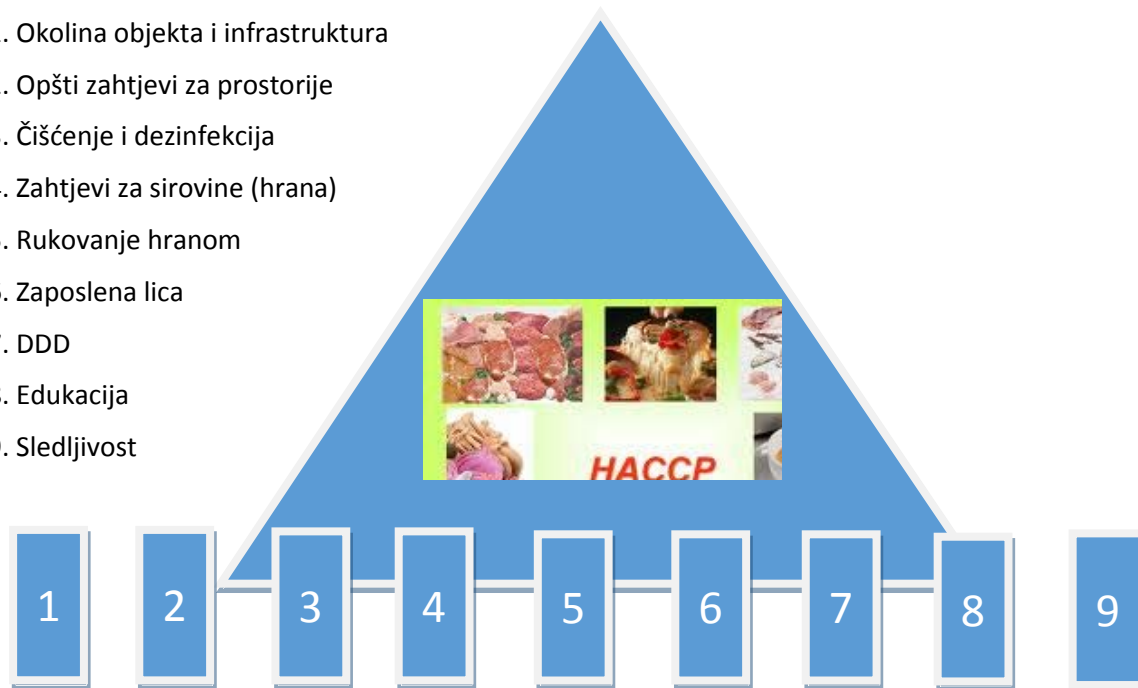 . Okolina objekta i infrastruktura
. Opšti zahtjevi za prostorije
. Čišćenje i dezinfekcija
. Zahtjevi za sirovine (hrana)
. Rukovanje hranom
. Zaposlena lica
. DDD
. Edukacija
. Sledljivost
HACCP
1 2 3 4 5 6 7 8 9